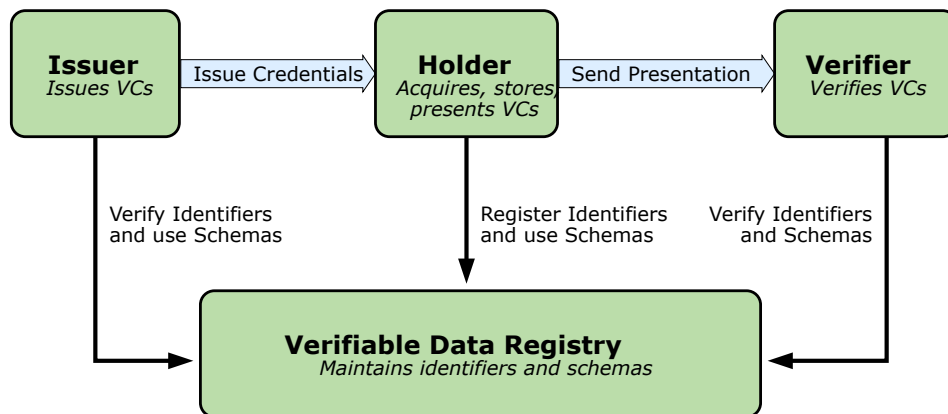 Issuer
Issues VCs
Issue Credentials
Holder
Acquires, stores,
presents VCs
Send Presentation
Verifier
Verifies VCs
Verify Identifiers
and use Schemas
Register Identifiers
and use Schemas
Verify Identifiers
and Schemas
Verifiable Data Registry
Maintains identifiers and schemas